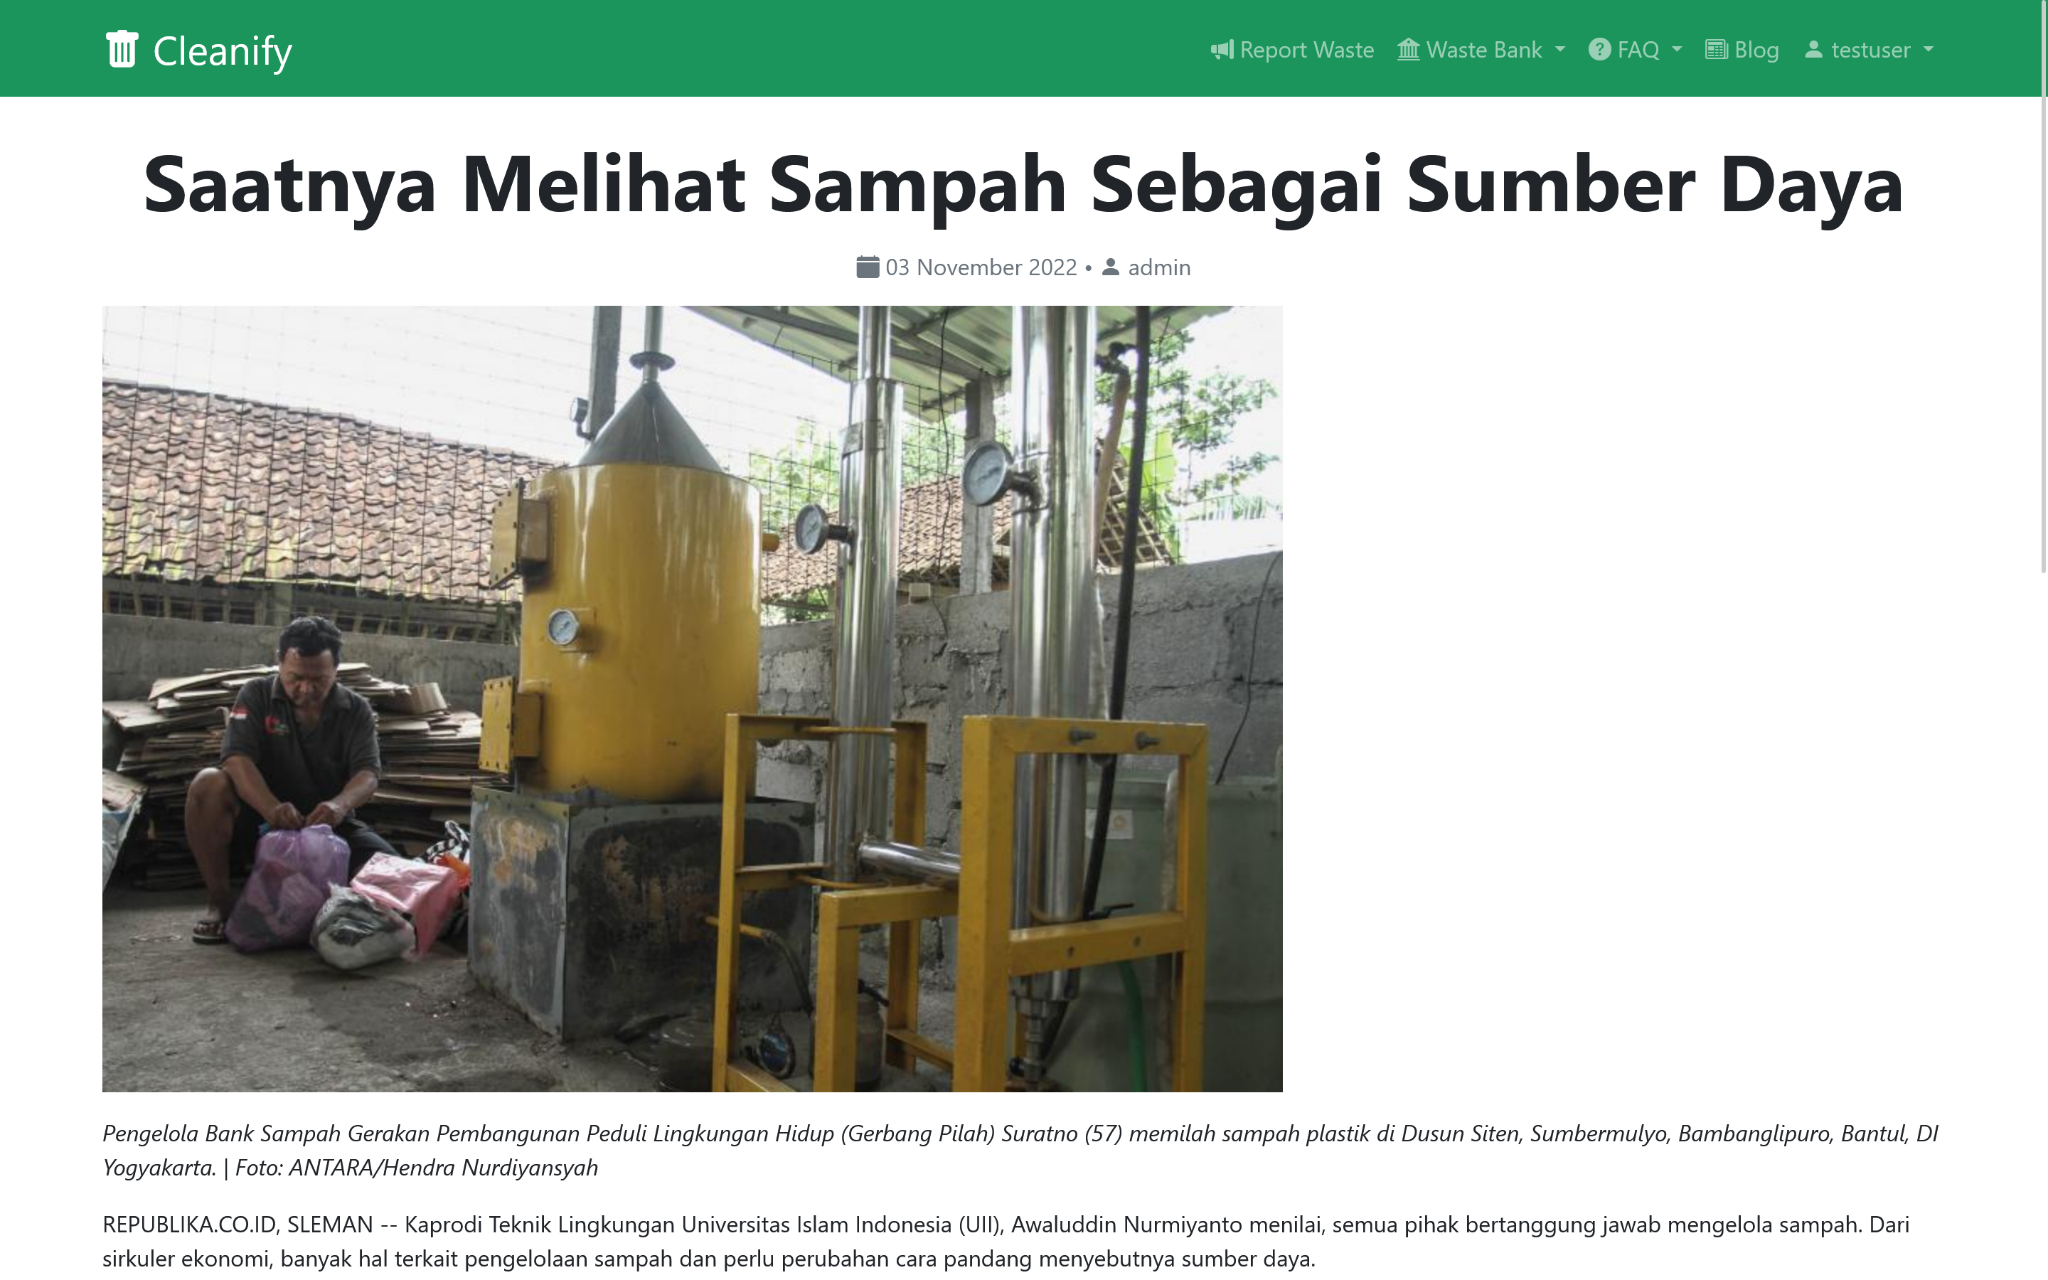 Cleanify
Report Waste
Waste Bank
FAQ
Blog
testuser
Saatnya Melihat Sampah Sebagai Sumber Daya
03 November 2022 • admin
Pengelola Bank Sampah Gerakan Pembangunan Peduli Lingkungan Hidup (Gerbang Pilah) Suratno (57) memilah sampah plastik di Dusun Siten, Sumbermulyo, Bambanglipuro, Bantul, DI
Yogyakarta. | Foto: ANTARA/Hendra Nurdiyansyah
REPUBLIKA.CO.ID, SLEMAN -- Kaprodi Teknik Lingkungan Universitas Islam Indonesia (UII), Awaluddin Nurmiyanto menilai, semua pihak bertanggung jawab mengelola sampah. Dari
sirkuler ekonomi, banyak hal terkait pengelolaan sampah dan perlu perubahan cara pandang menyebutnya sumber daya.